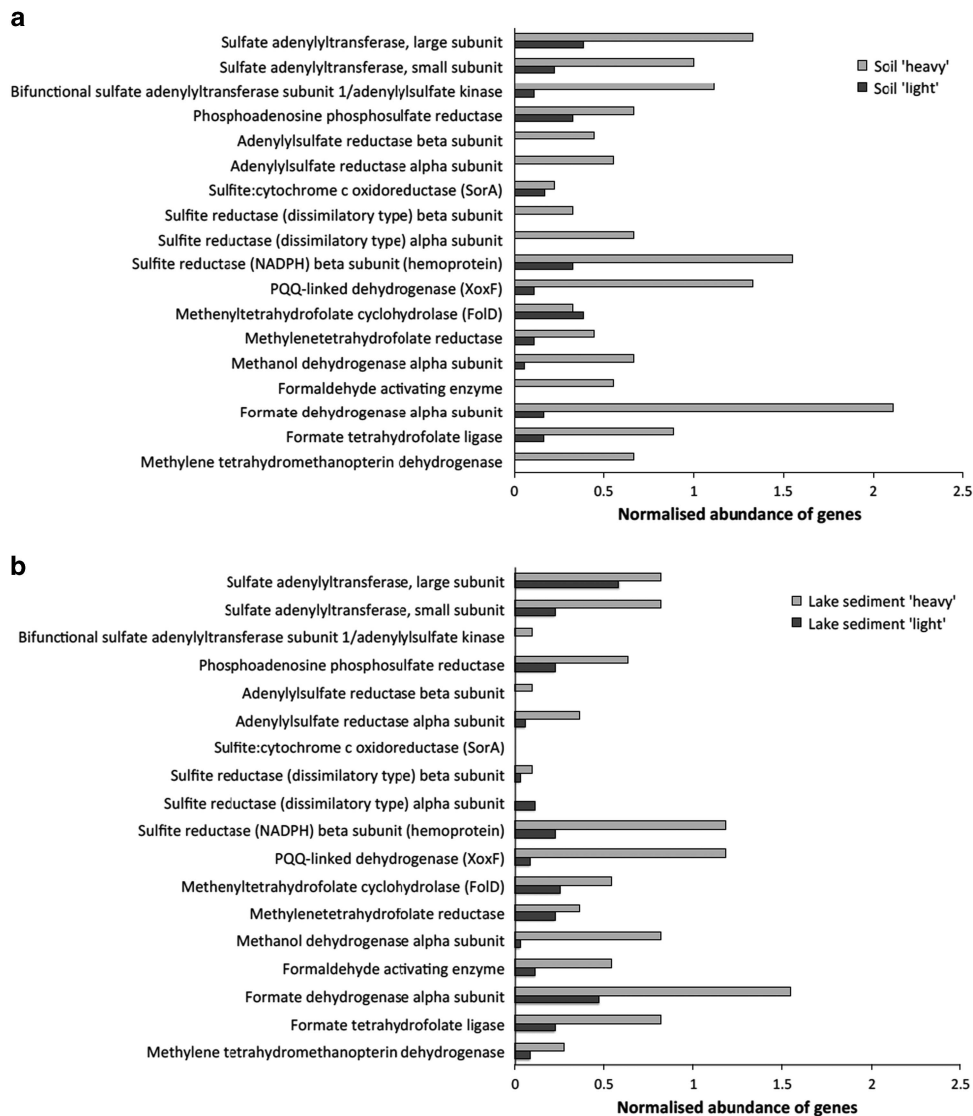 a
Sulfate adenylyltransferase, large subunit
Sulfate adenylyltransferase, small subunit
Bifunctional sulfate adenylyltransferase subunit 1/adenylylsulfate kinase
Phosphoadenosine phosphosulfate reductase
Adenylylsulfate reductase beta subunit
Adenylylsulfate reductase alpha subunit
Sulfite:cytochrome c oxidoreductase (SorA)
Sulfite reductase (dissimilatory type) beta subunit
Sulfite reductase (dissimilatory type) alpha subunit
Sulfite reductase (NADPH) beta subunit (hemoprotein)
PQQ-linked dehydrogenase (XoxF)
Methenyltetrahydrofolate cyclohydrolase (FolD)
Methylenetetrahydrofolate reductase
Methanol dehydrogenase alpha subunit
Formaldehyde activating enzyme
Formate dehydrogenase alpha subunit
Formate tetrahydrofolate ligase
Methylene tetrahydromethanopterin dehydrogenase
Soil 'heavy'
Soil 'light'
0 0.5 1 1.5 2 2.5
Normalised abundance of genes
b
Sulfate adenylyltransferase, large subunit
Sulfate adenylyltransferase, small subunit
Bifunctional sulfate adenylyltransferase subunit 1/adenylylsulfate kinase
Phosphoadenosine phosphosulfate reductase
Adenylylsulfate reductase beta subunit
Adenylylsulfate reductase alpha subunit
Sulfite:cytochrome c oxidoreductase (SorA)
Sulfite reductase (dissimilatory type) beta subunit
Sulfite reductase (dissimilatory type) alpha subunit
Sulfite reductase (NADPH) beta subunit (hemoprotein)
PQQ-linked dehydrogenase (XoxF)
Methenyltetrahydrofolate cyclohydrolase (FolD)
Methylenetetrahydrofolate reductase
Methanol dehydrogenase alpha subunit
Formaldehyde activating enzyme
Formate dehydrogenase alpha subunit
Formate tetrahydrofolate ligase
Methylene tetrahydromethanopterin dehydrogenase
Lake sediment 'heavy'
Lake sediment 'light'
0 0.5 1 1.5 2 2.5
Normalised abundance of genes